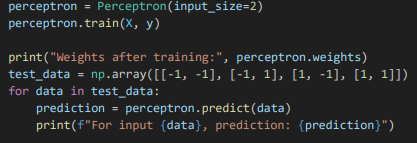 perceptron = Perceptron(input_size=2)
perceptron.train(X, y)

print("Weights after training:", perceptron.weights)
test_data = np.array([[-1, -1], [-1, 1], [1, -1], [1, 1]])
for data in test_data:
    prediction = perceptron.predict(data)
    print(f"For input {data}, prediction: {prediction}")